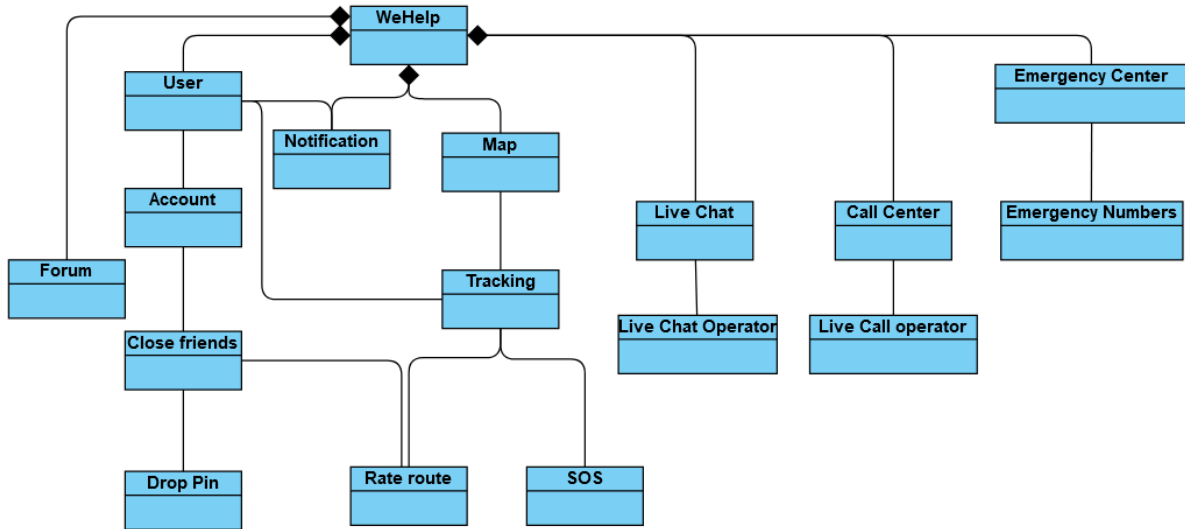 WeHelp
User
Emergency Center
Notification
Map
Account
Live Chat
Call Center
Emergency Numbers
Forum
Tracking
Live Chat Operator
Live Call operator
Close friends
Drop Pin
Rate route
SOS